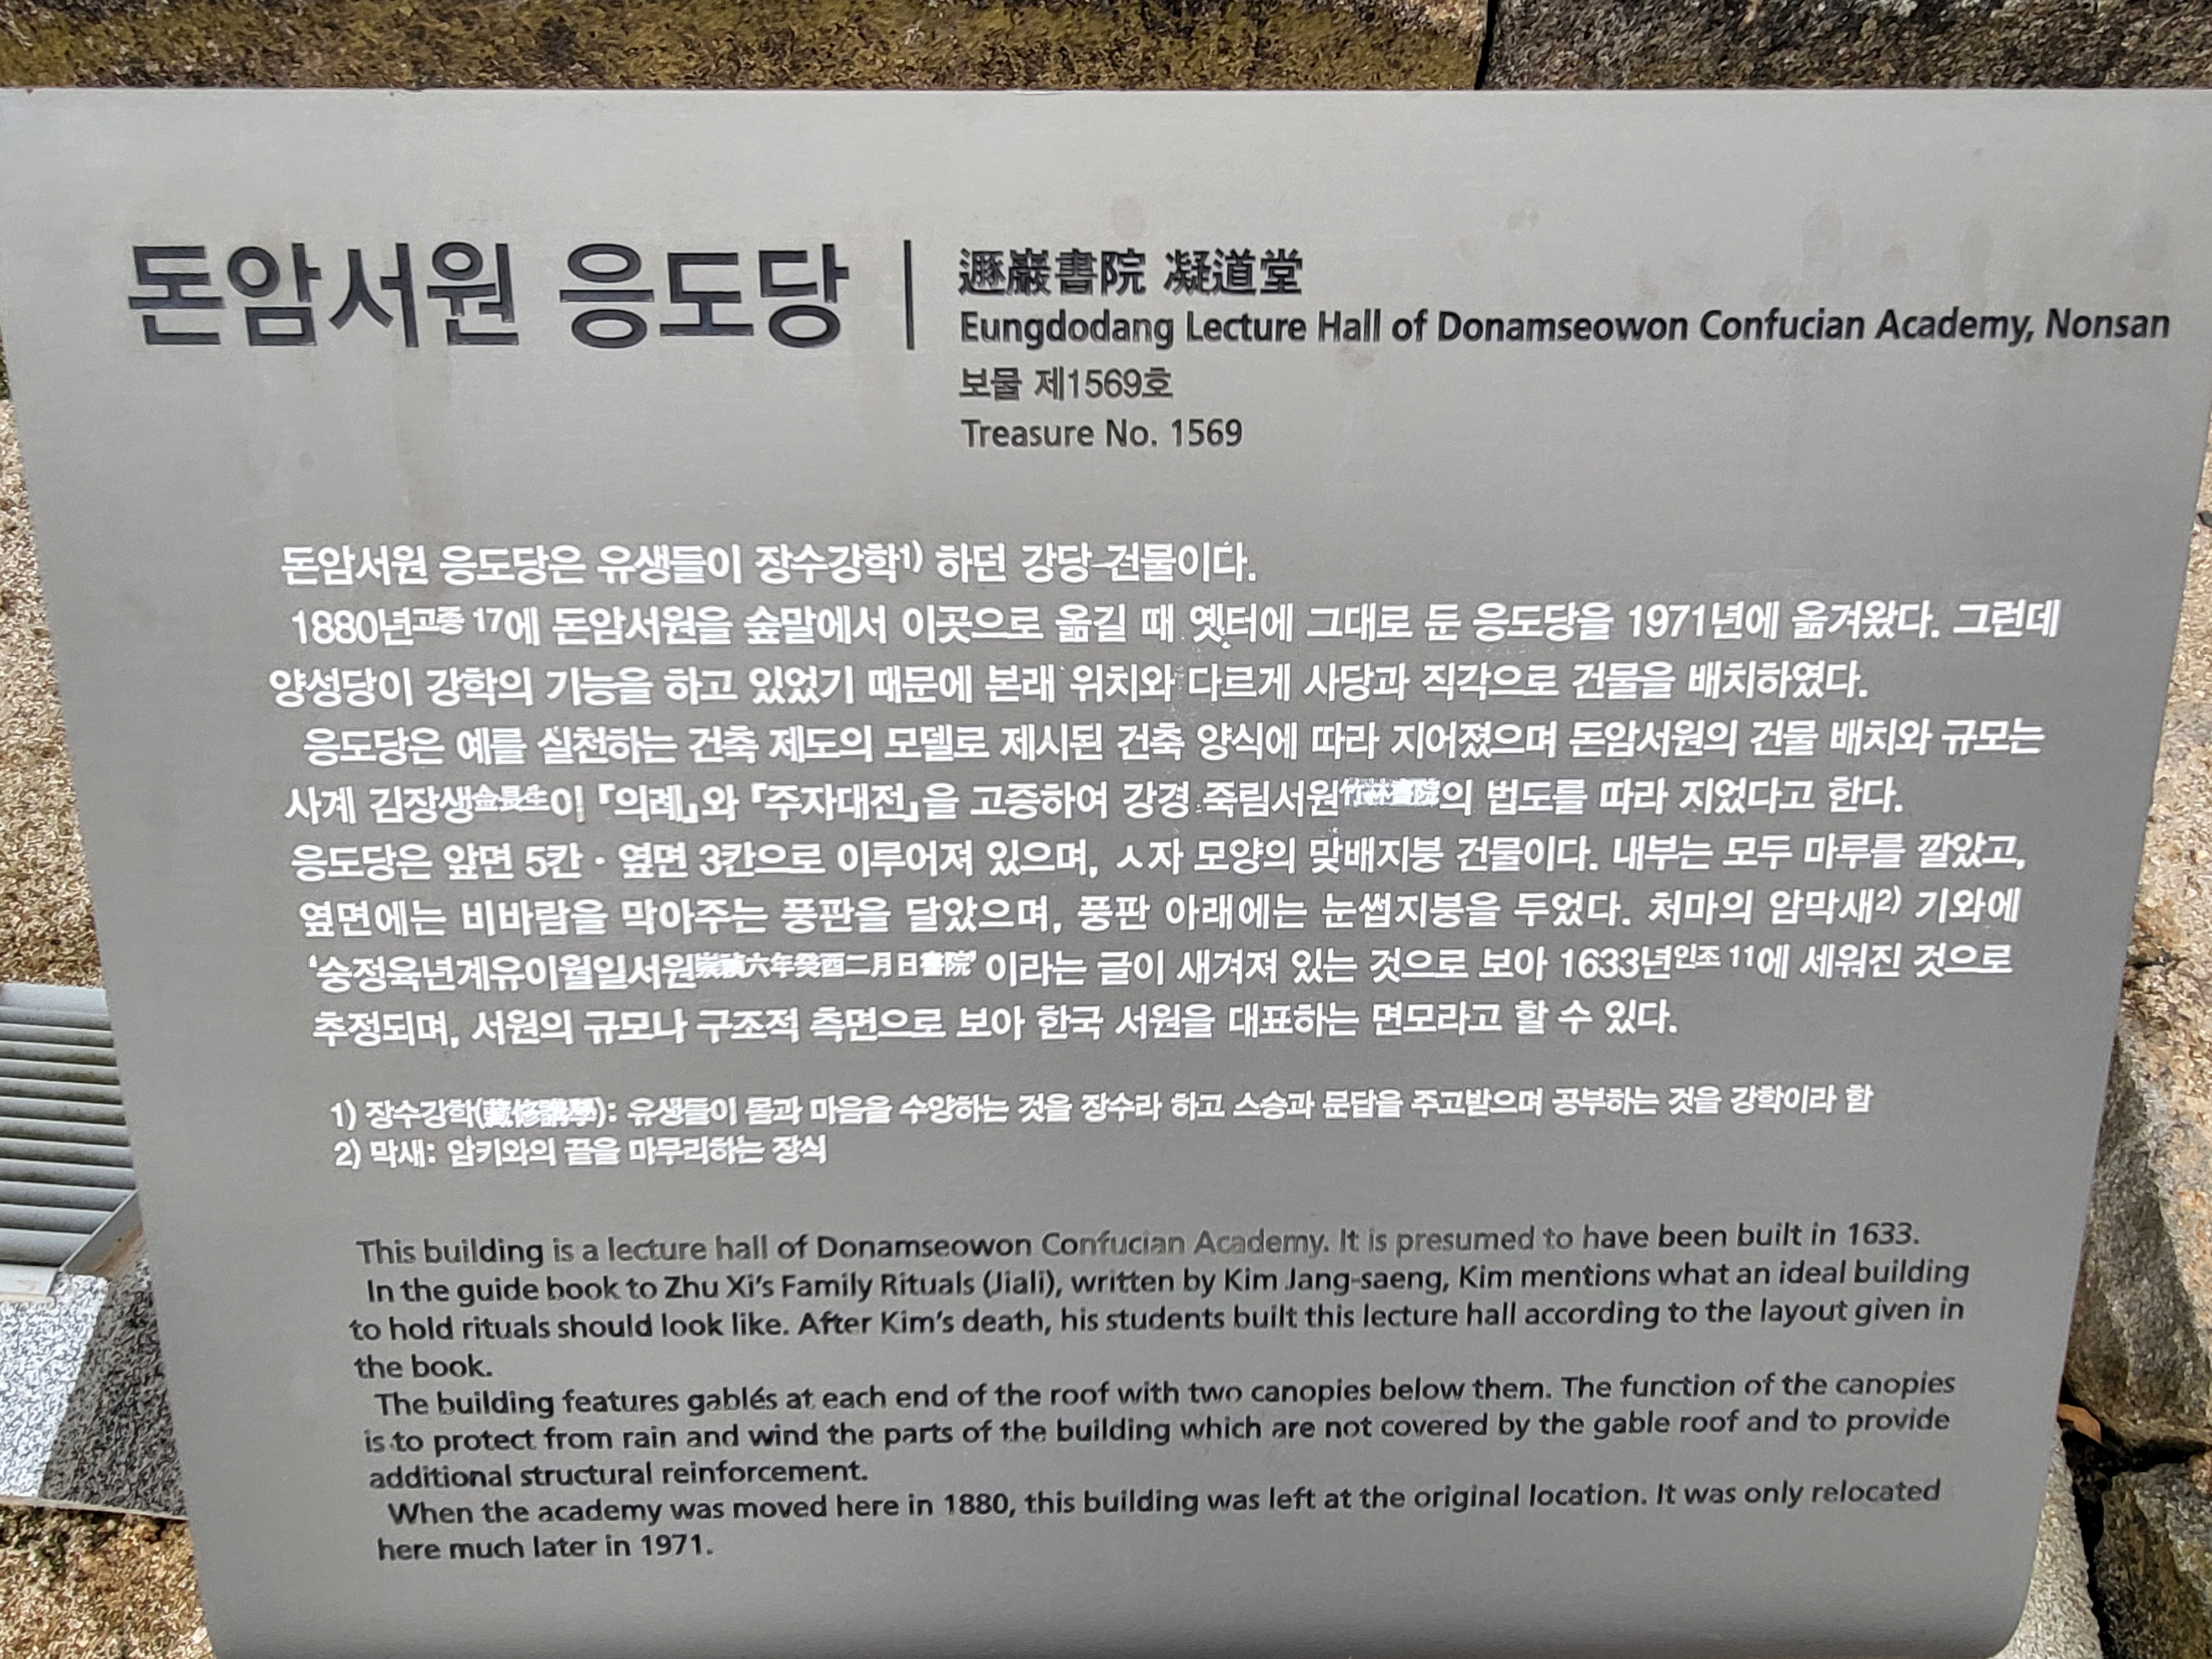 돈암서원 응도당
遯巖書院 凝道堂
Eungdodang Lecture Hall of Donamseowon Confucian Academy, Nonsan
보물 제1569호
Treasure No. 1569
돈암서원 응도당은 유생들이 장수강학1) 하던 강당 건물이다.
1880년고종 17에 돈암서원을 숲말에서 이곳으로 옮길 때 옛터에 그대로 둔 응도당을 1971년에 옮겨왔다. 그런데
양성당이 강학의 기능을 하고 있었기 때문에 본래 위치와 다르게 사당과 직각으로 건물을 배치하였다.
응도당은 예를 실천하는 건축 제도의 모델로 제시된 건축 양식에 따라 지어졌으며 돈암서원의 건물 배치와 규모는
사계 김장생金長生이 『의례』와 『주자대전』을 고증하여 강경 죽림서원竹林書院의 법도를 따라 지었다고 한다.
응도당은 앞면 5칸 · 옆면 3칸으로 이루어져 있으며, ㅅ자 모양의 맞배지붕 건물이다. 내부는 모두 마루를 깔았고,
옆면에는 비바람을 막아주는 풍판을 달았으며, 풍판 아래에는 눈썹지붕을 두었다. 처마의 암막새2) 기와에
‘숭정육년계유이월일서원崇禎六年癸酉二月日書院’ 이라는 글이 새겨져 있는 것으로 보아 1633년인조 11에 세워진 것으로
추정되며, 서원의 규모나 구조적 측면으로 보아 한국 서원을 대표하는 면모라고 할 수 있다.
1) 장수강학(藏修講學): 유생들이 몸과 마음을 수양하는 것을 장수라 하고 스승과 문답을 주고받으며 공부하는 것을 강학이라 함
2) 막새: 암키와의 끝을 마무리하는 장식
This building is a lecture hall of Donamseowon Confucian Academy. It is presumed to have been built in 1633.
In the guide book to Zhu Xi's Family Rituals (Jiali), written by Kim Jang-saeng, Kim mentions what an ideal building
to hold rituals should look like. After Kim's death, his students built this lecture hall according to the layout given in
the book.
The building features gables at each end of the roof with two canopies below them. The function of the canopies
is to protect from rain and wind the parts of the building which are not covered by the gable roof and to provide
additional structural reinforcement.
When the academy was moved here in 1880, this building was left at the original location. It was only relocated
here much later in 1971.